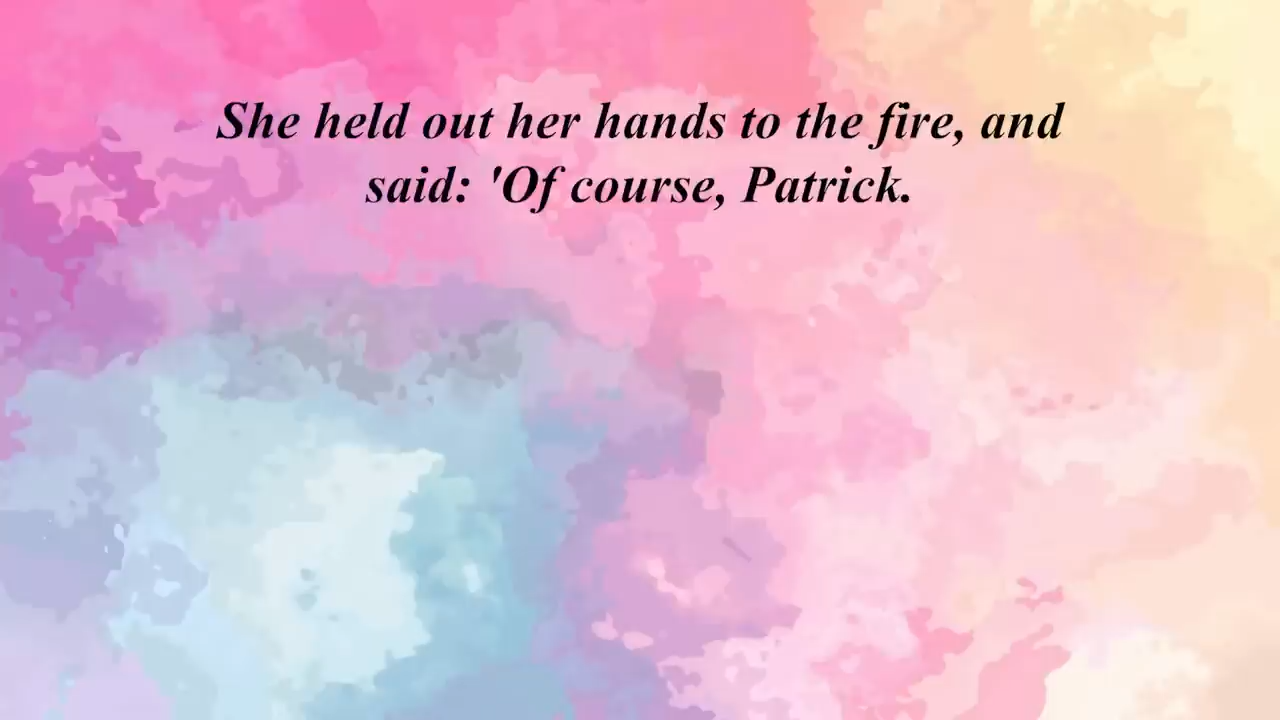 She held out her hands to the fire, and
said: 'Of course, Patrick.